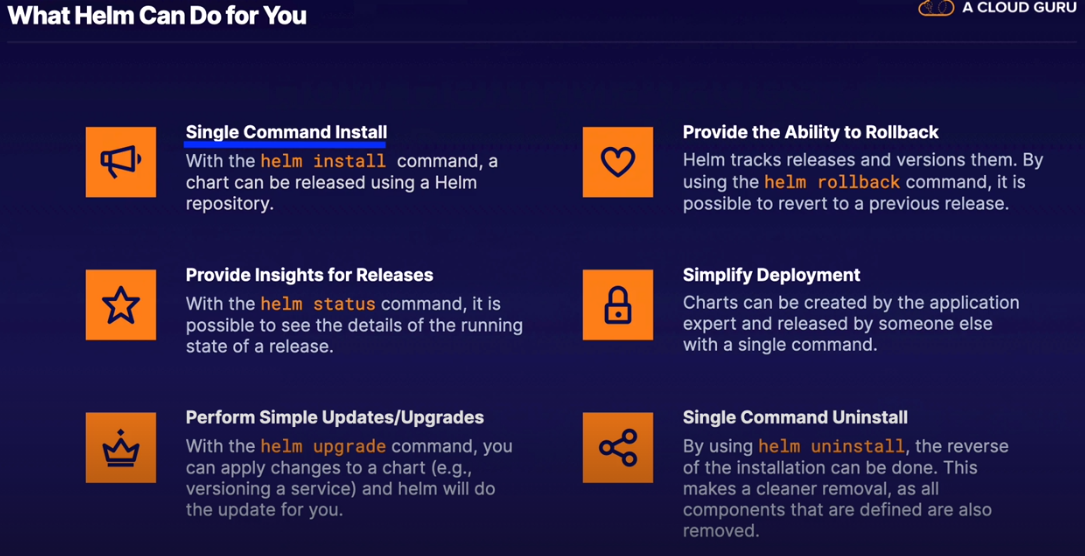 What Helm Can Do for You
A CLOUD GURU
Single Command Install
With the helm install command, a
chart can be released using a Helm
repository.
Provide the Ability to Rollback
Helm tracks releases and versions them. By
using the helm rollback command, it is
possible to revert to a previous release.
Provide Insights for Releases
With the helm status command, it is
possible to see the details of the running
state of a release.
Simplify Deployment
Charts can be created by the application
expert and released by someone else
with a single command.
Perform Simple Updates/Upgrades
With the helm upgrade command, you
can apply changes to a chart (e.g.,
versioning a service) and helm will do
the update for you.
Single Command Uninstall
By using helm uninstall, the reverse
of the installation can be done. This
makes a cleaner removal, as all
components that are defined are also
removed.